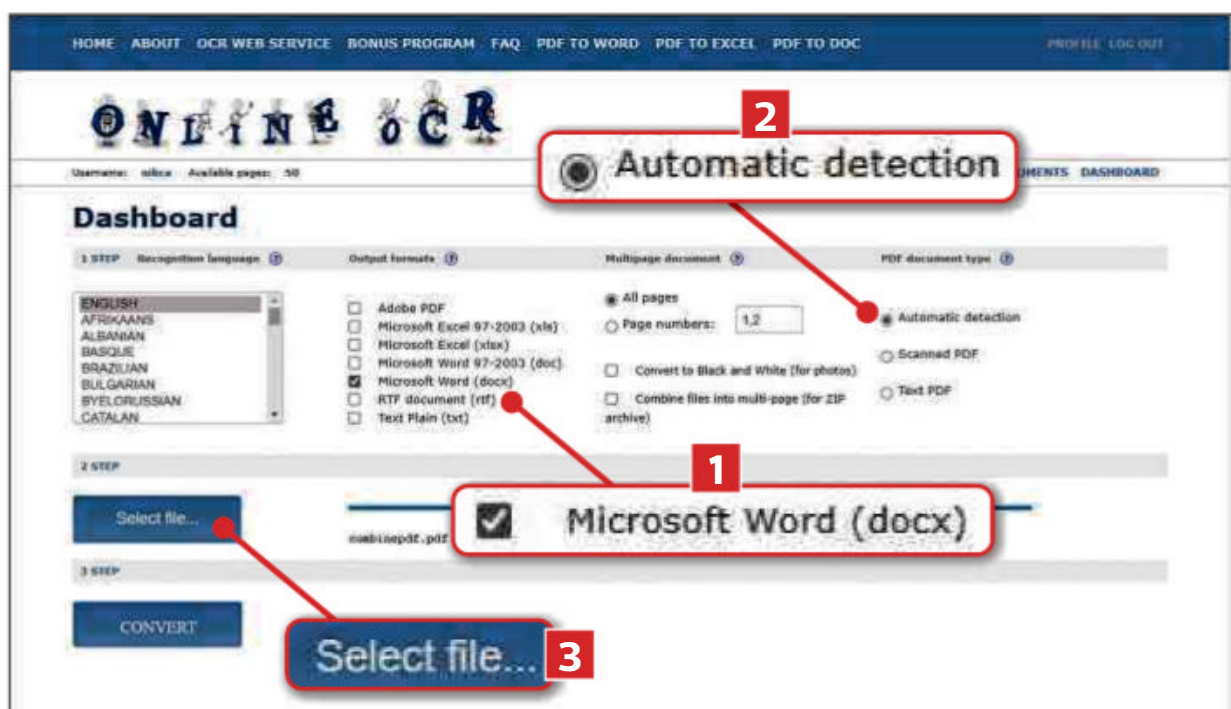 HOME ABOUT OCR WEB SERVICE BONUS PROGRAM FAQ PDF TO WORD PDF TO EXCEL PDF TO DOC PROFILE LOG OUT
ONLINE OCR
2
Automatic detection
Username: Available pages: 50
DASHBOARD
Dashboard
1 STEP Recognition language Output formats Multipage document PDF document type
ENGLISH
AFRIKAANS
ALBANIAN
BASQUE
BRAZILIAN
BULGARIAN
BYELORUSSIAN
CATALAN
Adobe PDF
Microsoft Excel 97-2003 (xls)
Microsoft Excel (xlsx)
Microsoft Word 97-2003 (doc)
Microsoft Word (docx)
RTF document (rtf)
Text Plain (txt)
All pages
Page numbers: 1,2
Convert to Black and White (for photos)
Combine files into multi-page (for ZIP
archive)
Automatic detection
Scanned PDF
Text PDF
2 STEP
1
Select file...
Microsoft Word (docx)
combinepdf.pdf
3 STEP
CONVERT
Select file... 3